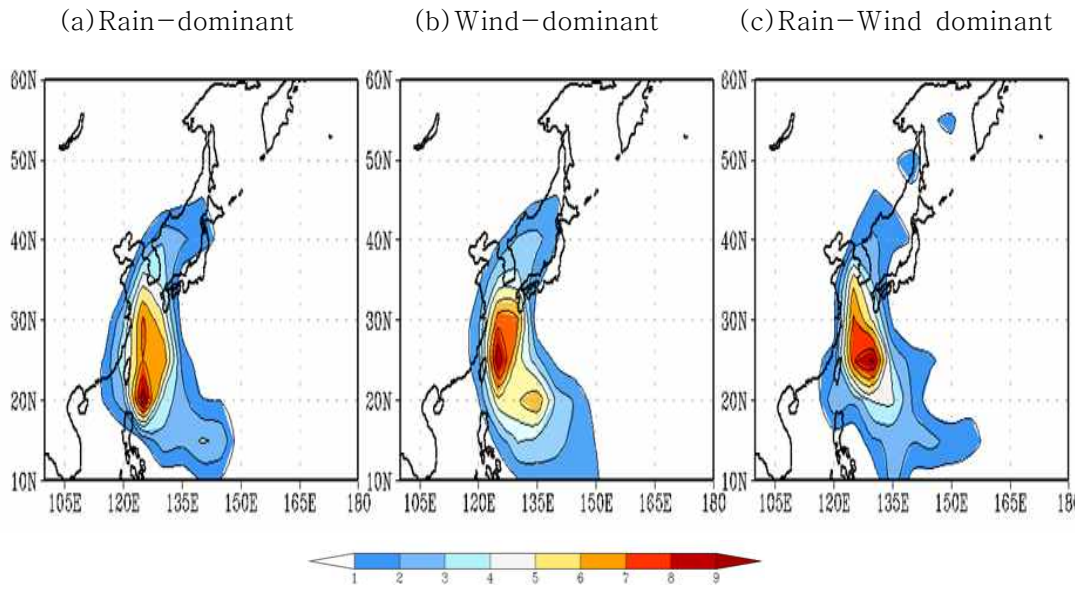 (a)Rain−dominant (b)Wind−dominant (c)Rain−Wind dominant
60N 60N 60N
50N 50N 50N
40N 40N 40N
30N 30N 30N
20N 20N 20N
10N 10N 10N
105E 120E 135E 150E 165E 180 105E 120E 135E 150E 165E 180 105E 120E 135E 150E 165E 180
1 2 3 4 5 6 7 8 9